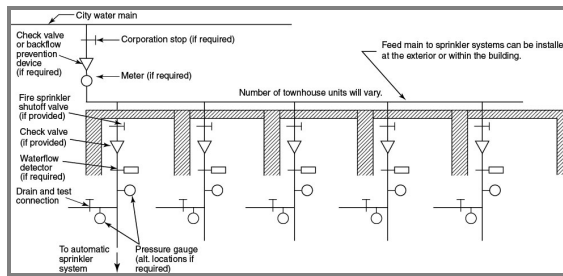 City water main
Check valve
or backflow
prevention
device
(if required)
Corporation stop (if required)
Meter (if required)
Feed main to sprinkler systems can be installe
at the exterior or within the building.
Number of townhouse units will vary.
Fire sprinkler
shutoff valve
(if provided)
Check valve
(if provided)
Waterflow
detector
(if required)
Drain and test
connection
To automatic
sprinkler
system
Pressure gauge
(alt. locations if
required)